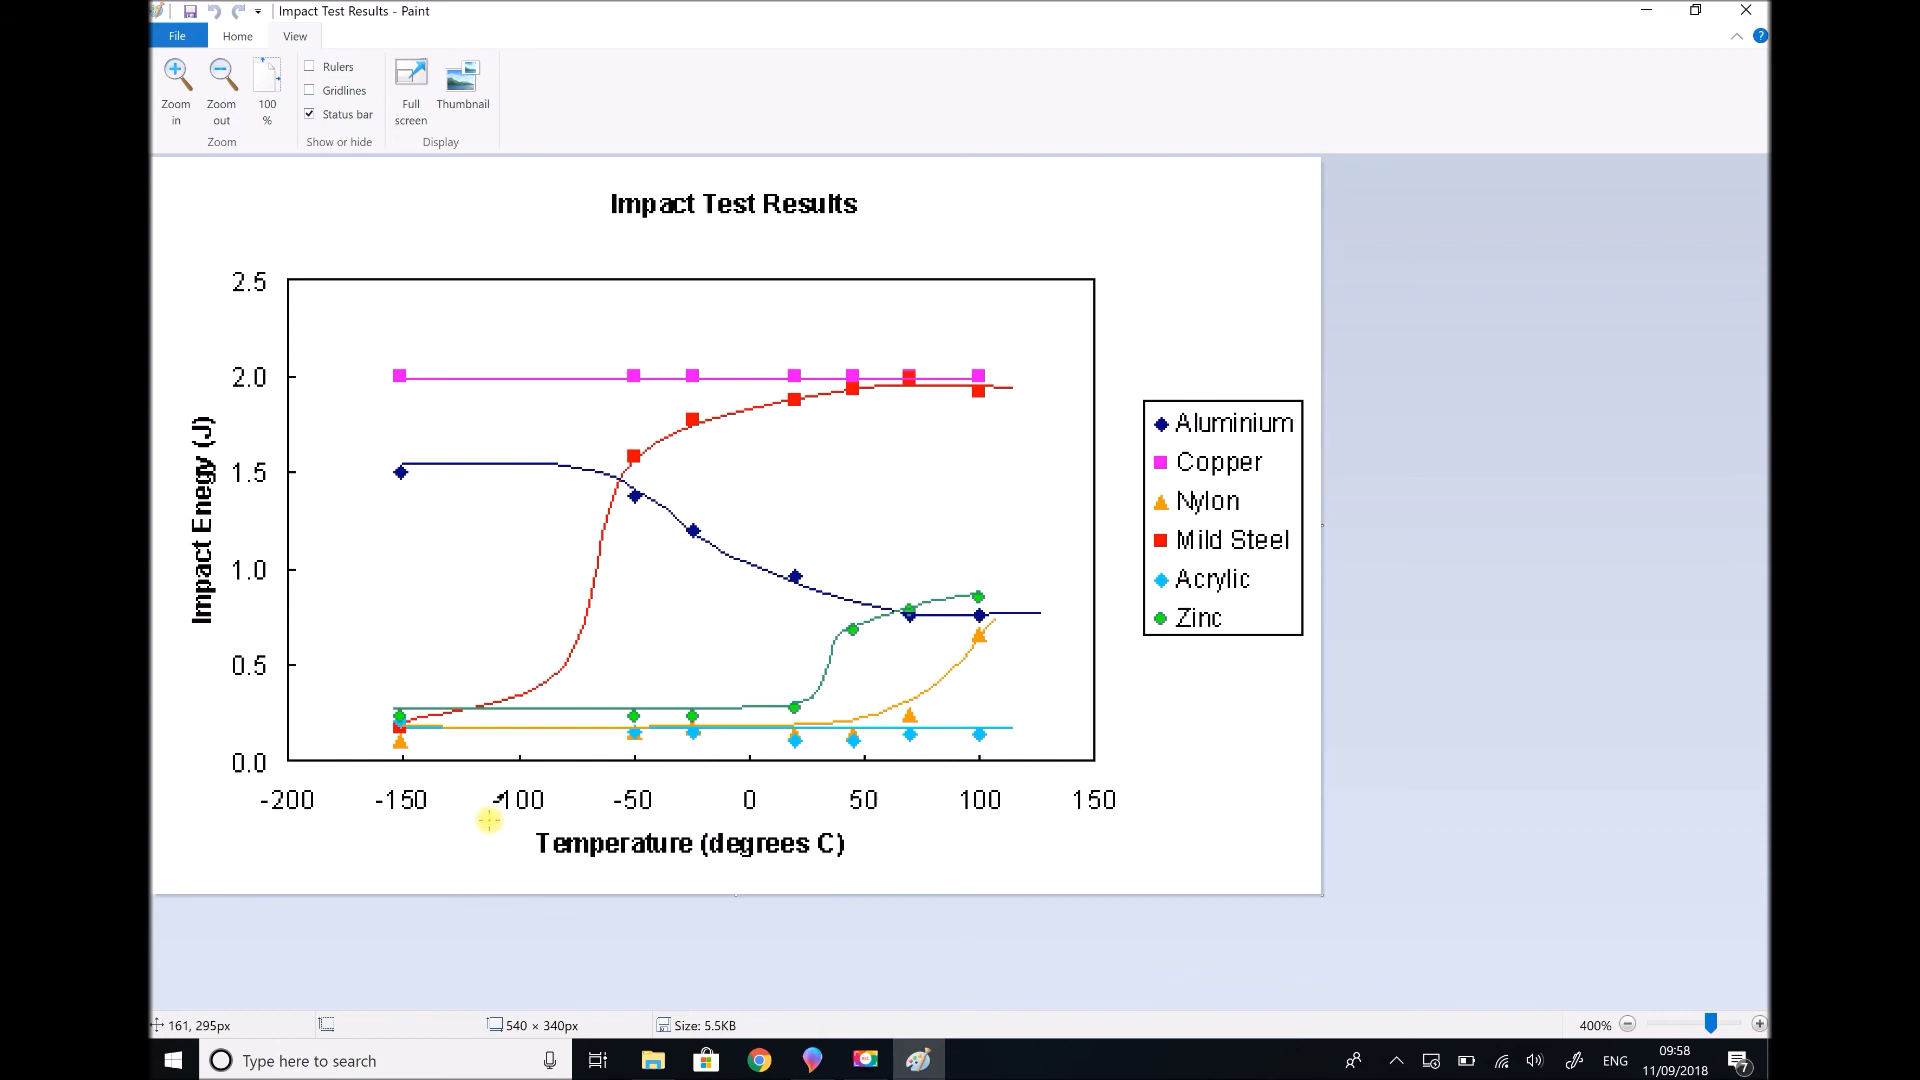 Impact Test Results - Paint
File Home View
Zoom in
Zoom out
100 %
Rulers
Gridlines
Status bar
Full screen
Thumbnail
Zoom
Show or hide
Display
Impact Test Results
2.5
2.0
1.5
1.0
0.5
0.0
Impact Enegy (J)
-200 -150 -100 -50 0 50 100 150
Temperature (degrees C)
Aluminium
Copper
Nylon
Mild Steel
Acrylic
Zinc
161, 295px
540 × 340px
Size: 5.5KB
400%
Type here to search
ENG
09:58
11/09/2018
7